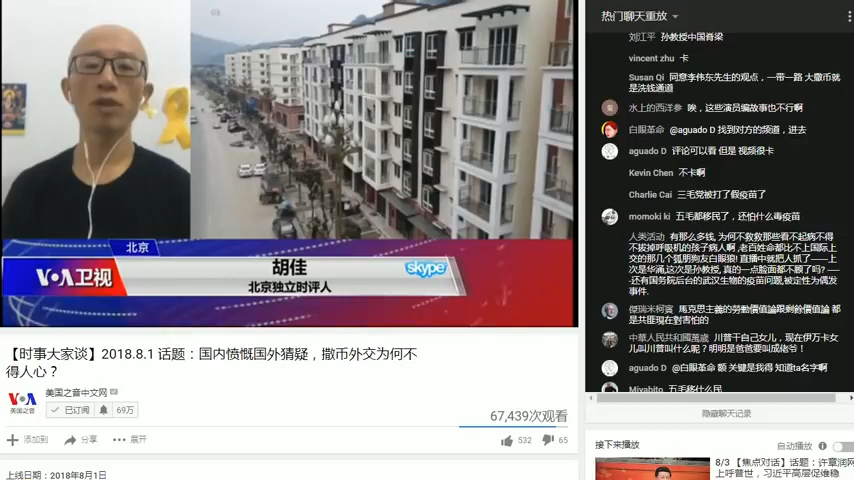 北京
VOA卫视
胡佳
北京独立时评人
skype
【时事大家谈】2018.8.1 话题：国内愤慨国外猜疑，撒币外交为何不
得人心？
VOA
美国之音
美国之音中文网
已订阅
69万
67,439次观看
添加到
分享
展开
532
65
上线日期：2018年8月1日
热门聊天重放
刘江平 孙教授中国脊梁
vincent zhu 卡
Susan Qi 同意李伟东先生的观点，一带一路 大撒币就
是洗钱通道
水上的西洋参 唉，这些演员编故事也不行啊
白眼革命 @aguado D 找到对方的频道，进去
aguado D 评论可以看 但是 视频很卡
Kevin Chen 不卡啊
Charlie Cai 三毛党被打了假疫苗了
momoki ki 五毛都移民了，还怕什么毒疫苗
人类活动 有那么多钱, 为何不救救那些看不起病不得
不拔掉呼吸机的孩子病人啊 ,老百姓命都比不上国际上
交的那几个狐朋狗友白眼狼! 直播中就把人抓了——上
次是华涌,这次是孙教授, 真的一点脸面都不顾了吗? ——
-还有国务院后台的武汉生物的疫苗问题,被定性为偶发
事件.
傑瑞米柯賓 馬克思主義的勞動價值論跟剩餘價值論 都
是共匪現在對害怕的
中華人民共和國萬歲 川普干自己女儿，现在伊万卡女
儿叫川普叫什么呢？明明是爸爸要叫成佬爷！
aguado D @白眼革命 额 关键是我得 知道ta名字啊
Miyabito 五毛移什么民
隐藏聊天记录
接下来播放
自动播放
8/3 【焦点对话】话题：许章润网
上呼普世，习近平高层促维稳